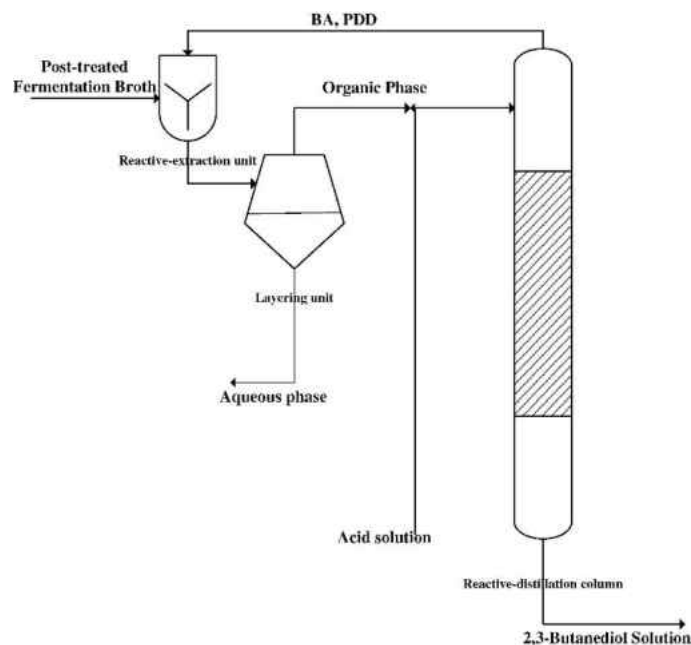 BA, PDD
Post-treated
Fermentation Broth
Organic Phase
Reactive-extraction unit
Layering unit
Aqueous phase
Acid solution
Reactive-distillation column
2,3-Butanediol Solution